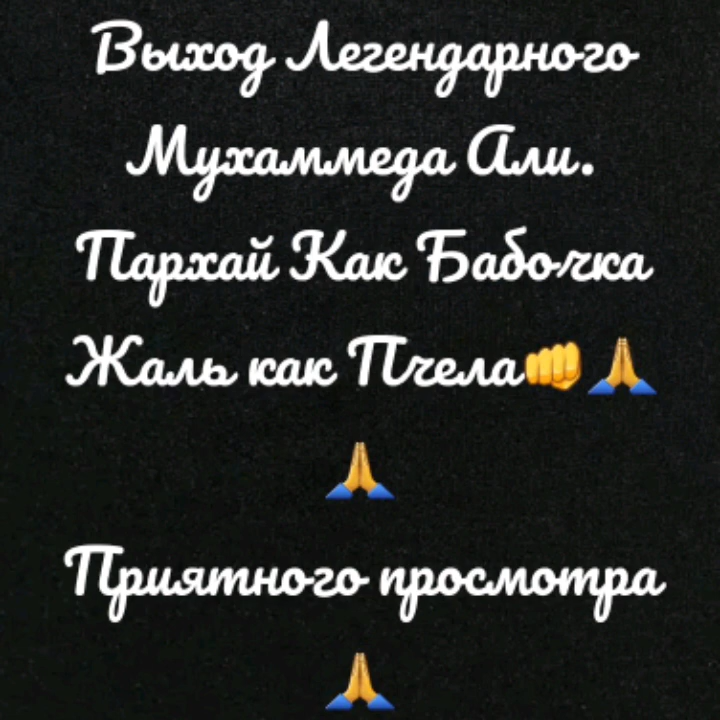 Выход Легендарного
Мухаммеда Али.
Пархай Как Бабочка
Жаль как Пчела👊🙏
🙏
Приятного просмотра
🙏